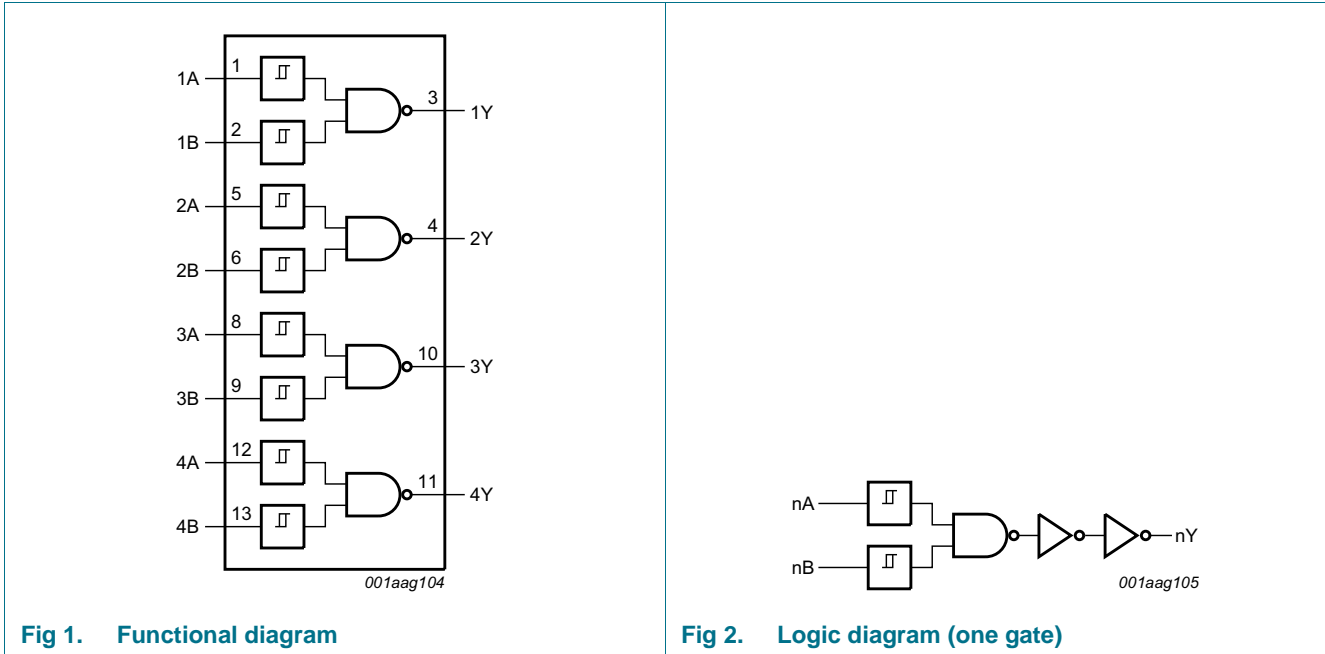 1A 1
3 1Y
1B 2
2A 5
4 2Y
2B 6
3A 8
10 3Y
3B 9
4A 12
11 4Y
4B 13
001aag104
Fig 1. Functional diagram
nA
nY
nB
001aag105
Fig 2. Logic diagram (one gate)